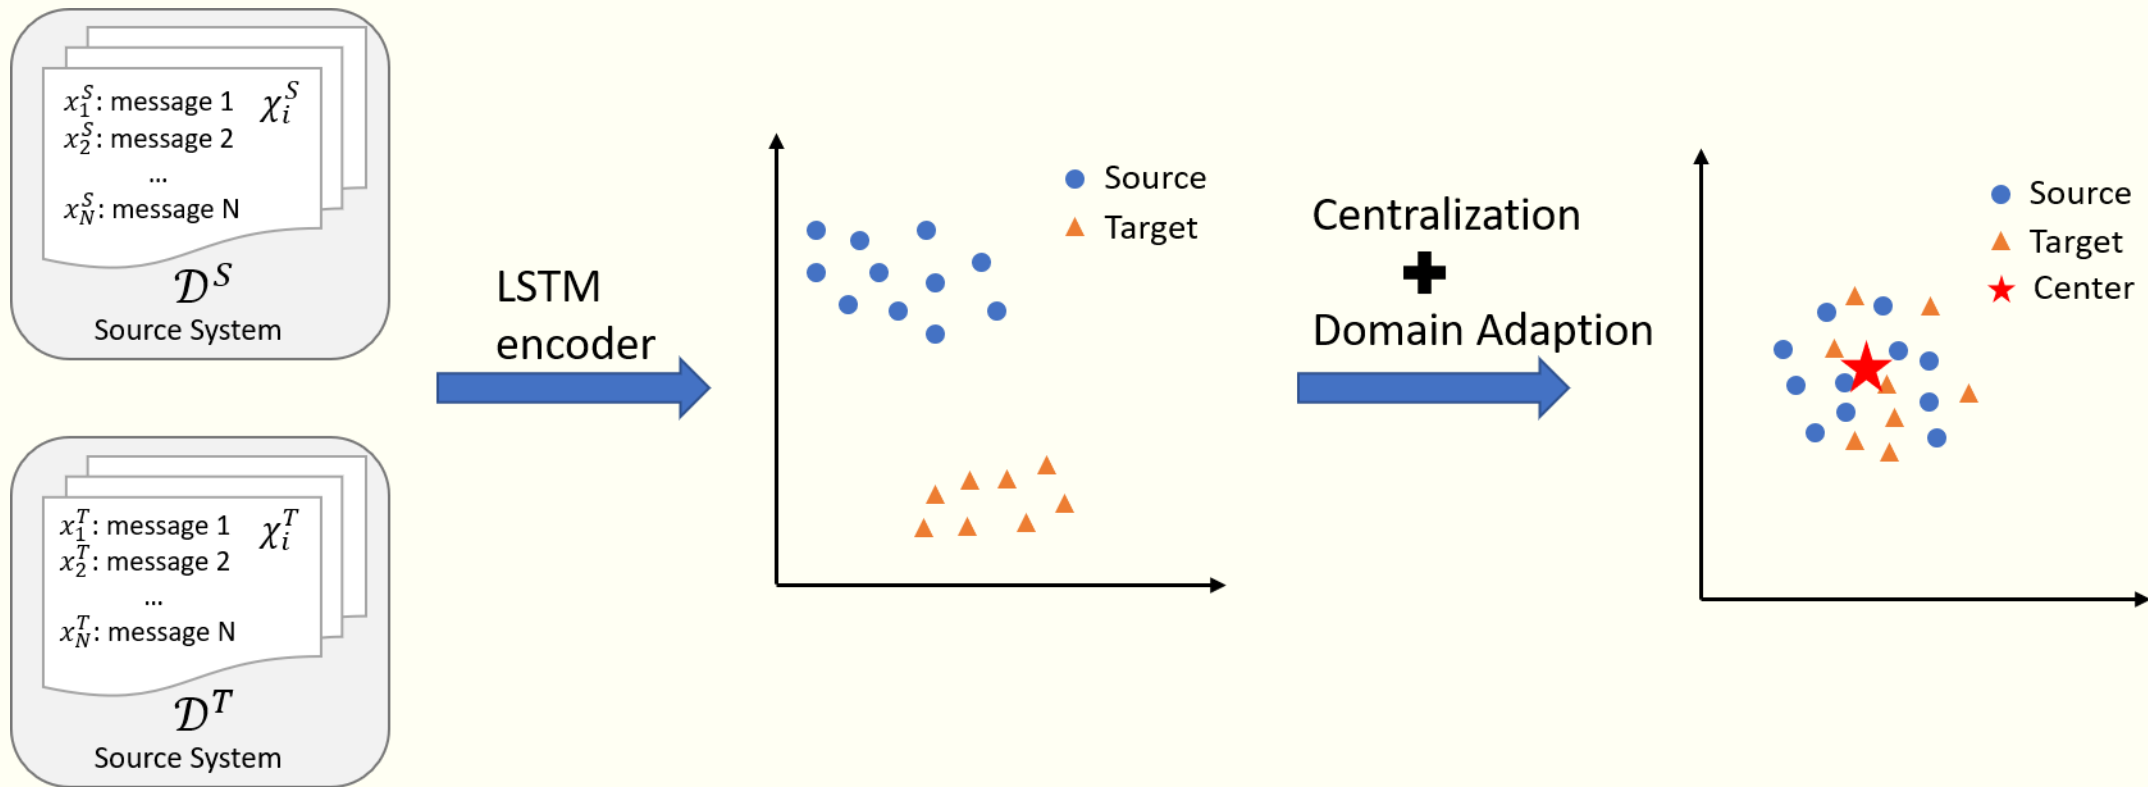 x₁ˢ: message 1 χᵢˢ
x₂ˢ: message 2
...
x_Nˢ: message N
𝒟ˢ
Source System
x₁ᵀ: message 1 χᵢᵀ
x₂ᵀ: message 2
...
x_Nᵀ: message N
𝒟ᵀ
Source System
LSTM
encoder
Source
Target
Centralization
+
Domain Adaption
Source
Target
Center